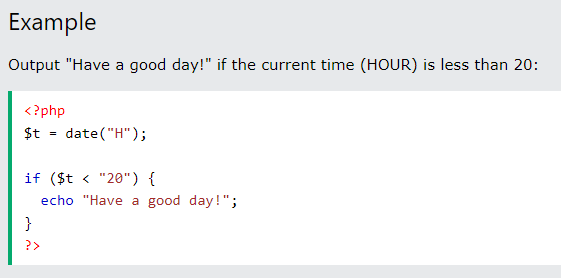 Example
Output "Have a good day!" if the current time (HOUR) is less than 20:
<?php
$t = date("H");
if ($t < "20") {
  echo "Have a good day!";
}
?>